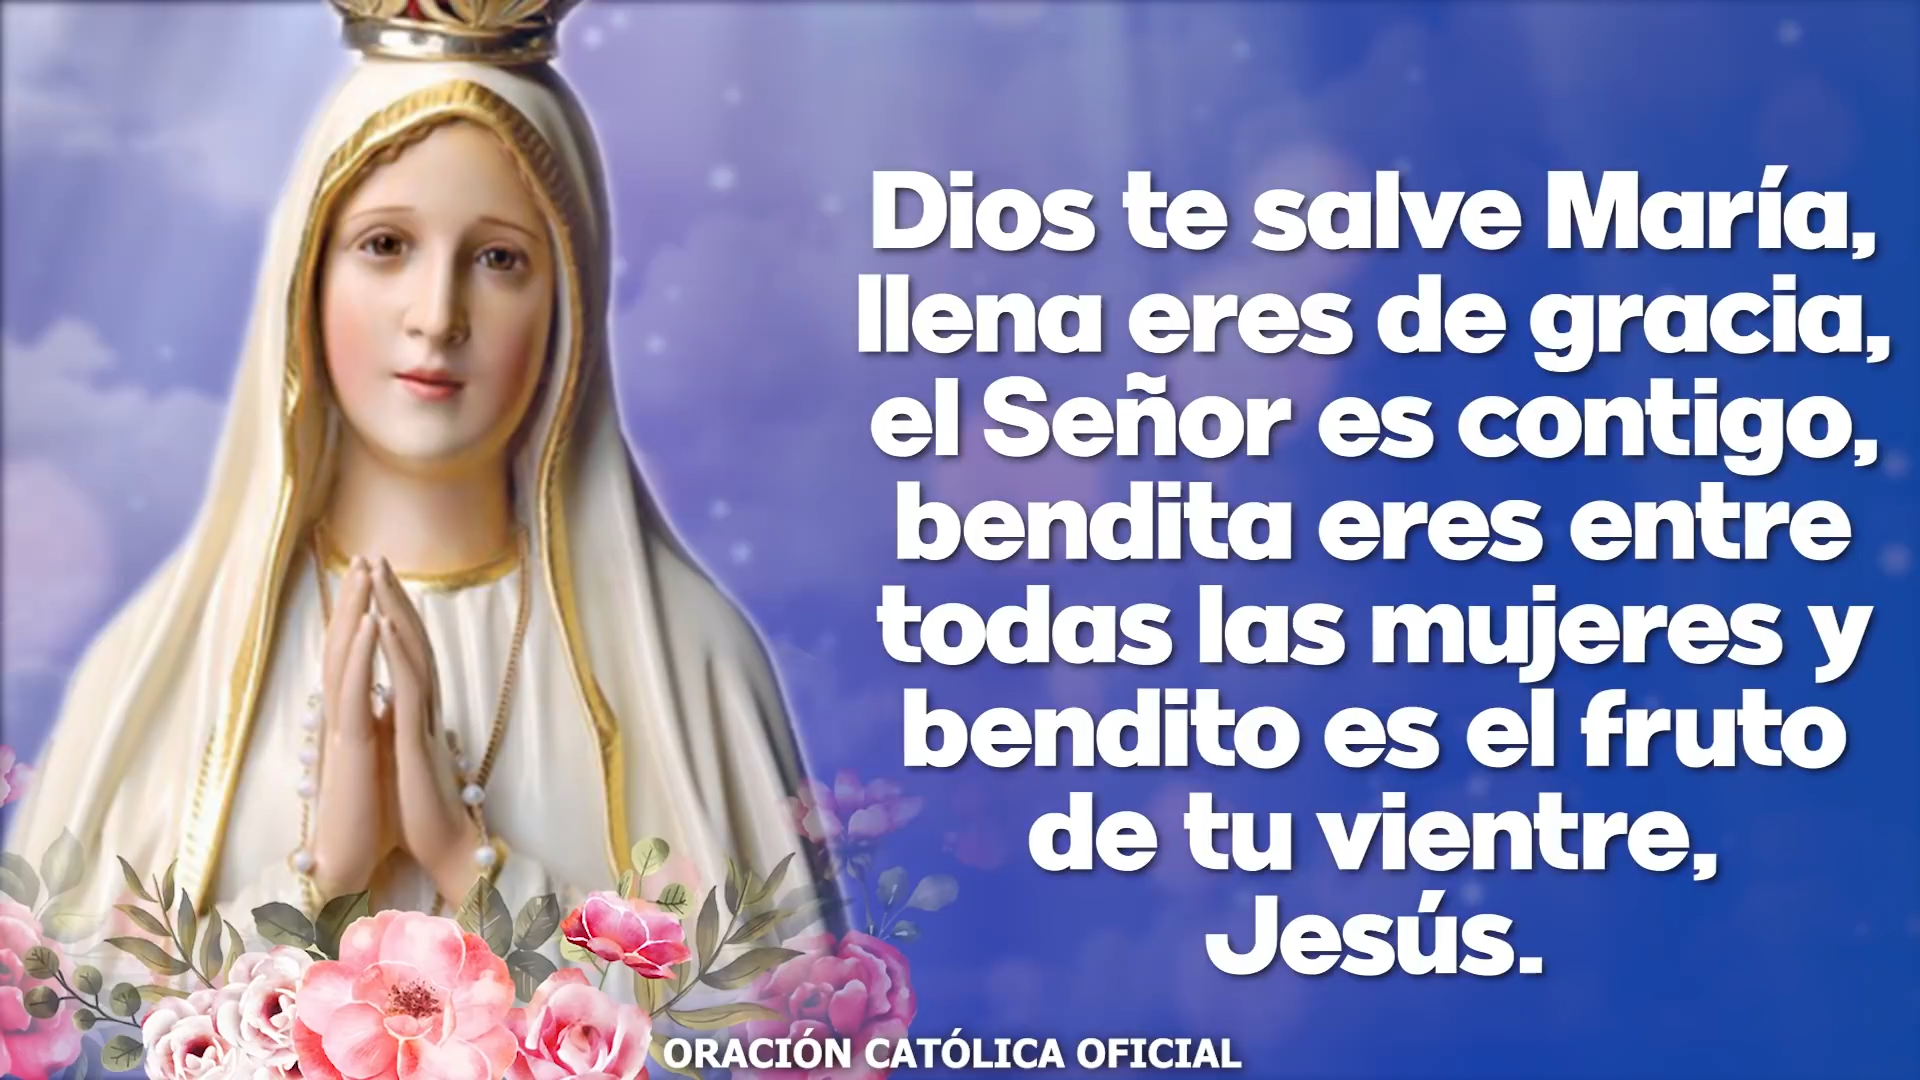 Dios te salve María,
llena eres de gracia,
el Señor es contigo,
bendita eres entre
todas las mujeres y
bendito es el fruto
de tu vientre,
Jesús.
ORACIÓN CATÓLICA OFICIAL